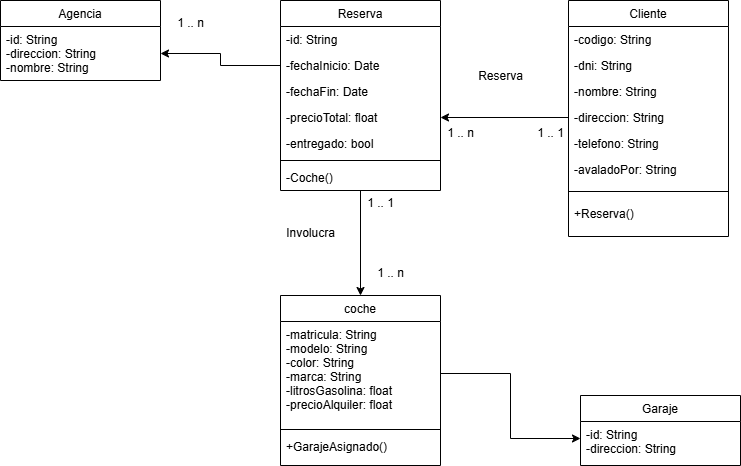 Agencia
-id: String
-direccion: String
-nombre: String
1 .. n
Reserva
-id: String
-fechaInicio: Date
-fechaFin: Date
-precioTotal: float
-entregado: bool
-Coche()
Reserva
1 .. n
1 .. 1
Cliente
-codigo: String
-dni: String
-nombre: String
-direccion: String
-telefono: String
-avaladoPor: String
+Reserva()
1 .. 1
Involucra
1 .. n
coche
-matricula: String
-modelo: String
-color: String
-marca: String
-litrosGasolina: float
-precioAlquiler: float
+GarajeAsignado()
Garaje
-id: String
-direccion: String